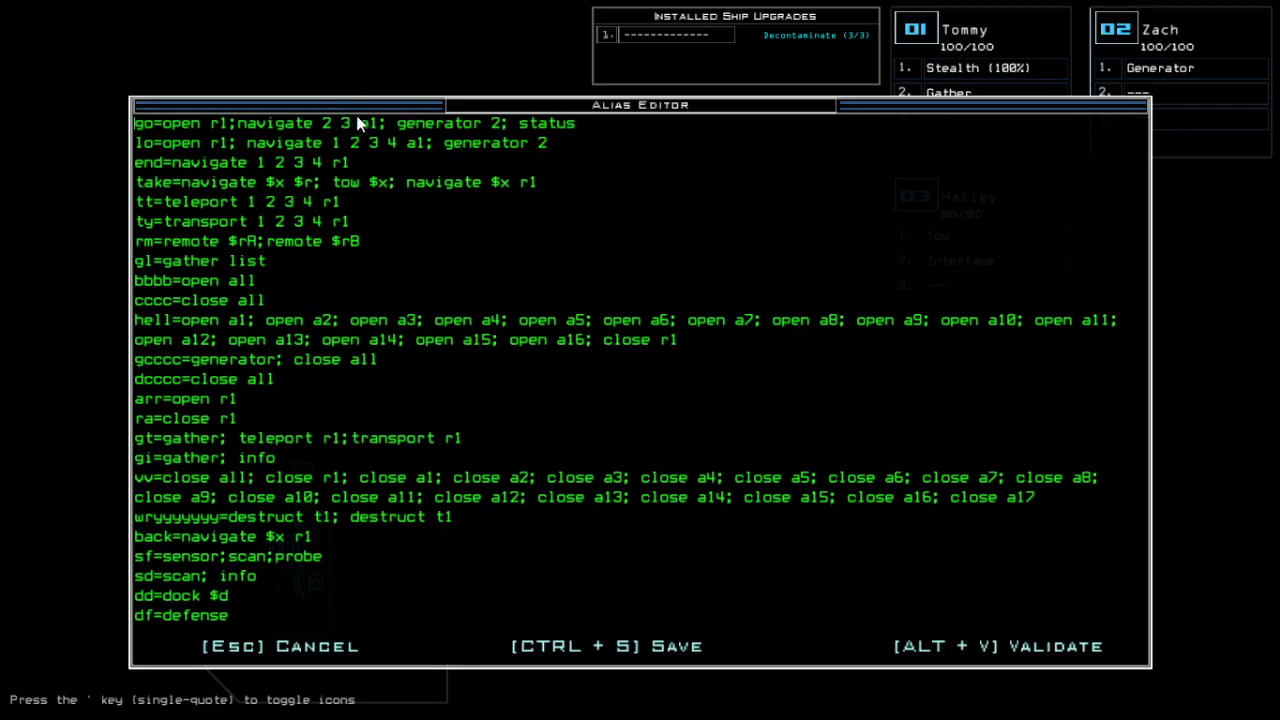 Installed Ship Upgrades
1. -------------- Decontaminate (3/3)
01 Tommy
100/100
1. Stealth (100%)
2. Gather
02 Zach
100/100
1. Generator
2. ---
Alias Editor
go=open r1;navigate 2 3 a1; generator 2; status
lo=open r1; navigate 1 2 3 4 a1; generator 2
end=navigate 1 2 3 4 r1
take=navigate $x $r; tow $x; navigate $x r1
tt=teleport 1 2 3 4 r1
ty=transport 1 2 3 4 r1
rm=remote $rA;remote $rB
gl=gather list
bbbb=open all
cccc=close all
hell=open a1; open a2; open a3; open a4; open a5; open a6; open a7; open a8; open a9; open a10; open a11;
open a12; open a13; open a14; open a15; open a16; close r1
gcccc=generator; close all
dcccc=close all
arr=open r1
ra=close r1
gt=gather; teleport r1;transport r1
gi=gather; info
vv=close all; close r1; close a1; close a2; close a3; close a4; close a5; close a6; close a7; close a8;
close a9; close a10; close a11; close a12; close a13; close a14; close a15; close a16; close a17
wryyyyyyy=destruct t1; destruct t1
back=navigate $x r1
sf=sensor;scan;probe
sd=scan; info
dd=dock $d
df=defense
03 Hailey
80/90
1. Tow
2. Interface
3. ---
[Esc] Cancel
[CTRL + S] Save
[ALT + V] Validate
Press the ' key (single-quote) to toggle icons